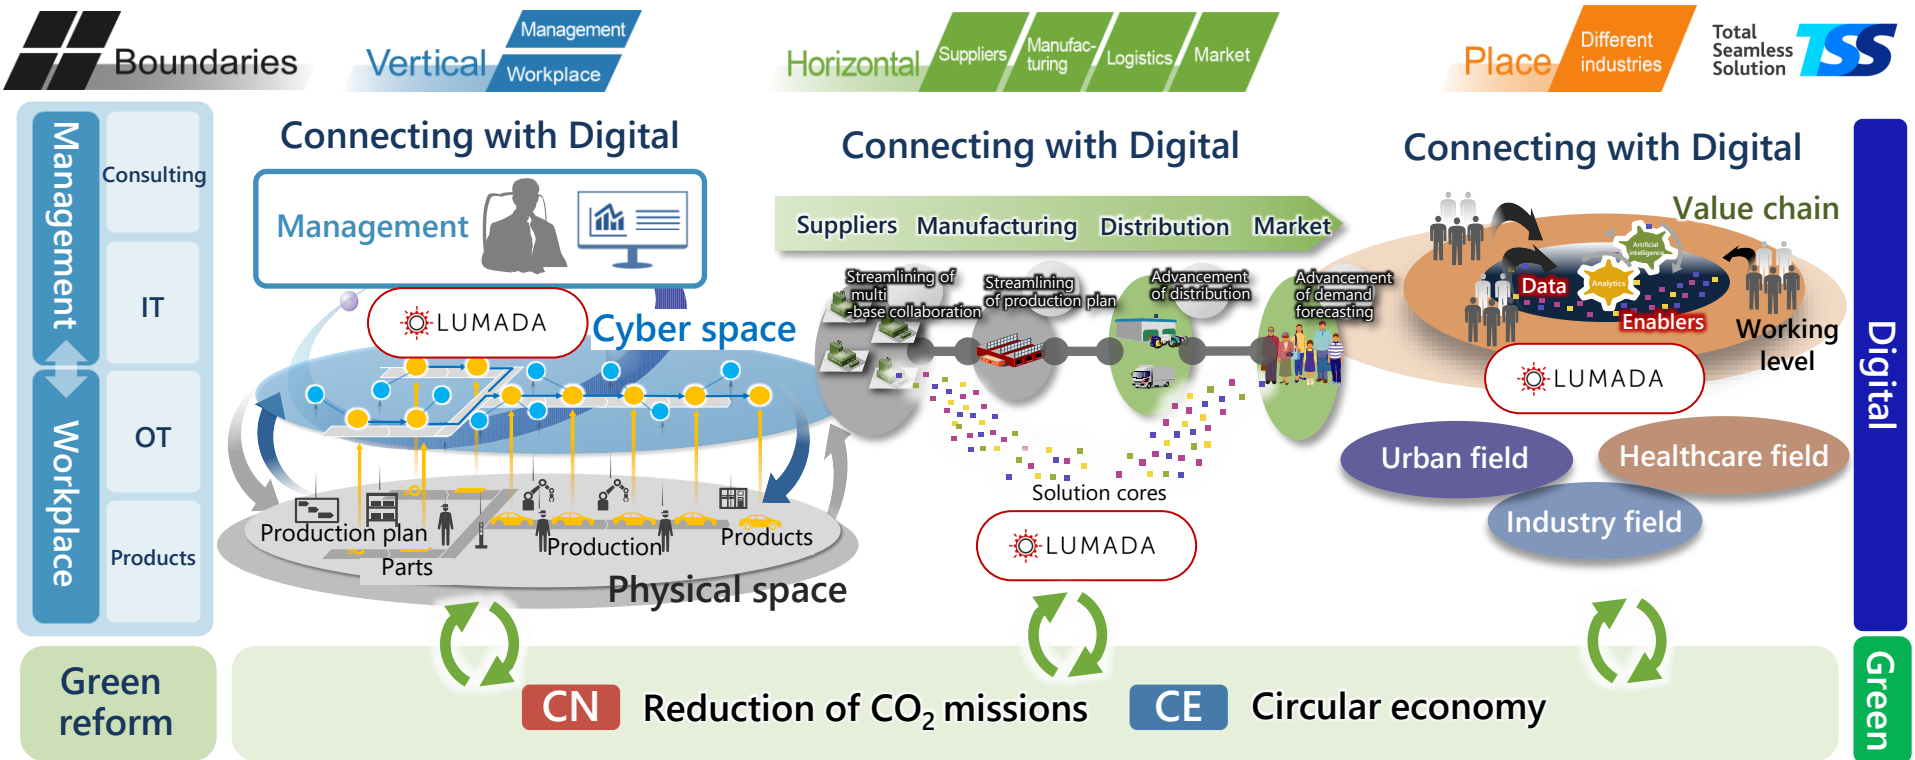 Boundaries
Vertical
Management
Workplace
Horizontal
Suppliers
Manufac-
turing
Logistics
Market
Place
Different
industries
Total
Seamless
Solution
TSS
Management
Workplace
Consulting
IT
OT
Products
Connecting with Digital
Management
LUMADA
Cyber space
Production plan
Parts
Production
Products
Physical space
Connecting with Digital
Suppliers
Manufacturing
Distribution
Market
Streamlining of
multi
-base collaboration
Streamlining
of production plan
Advancement
of distribution
Advancement
of demand
forecasting
Solution cores
LUMADA
Connecting with Digital
Value chain
Artificial
intelligence
Analytics
Data
Enablers
Working
level
LUMADA
Urban field
Healthcare field
Industry field
Digital
Green
reform
CN
Reduction of CO2 missions
CE
Circular economy
Green